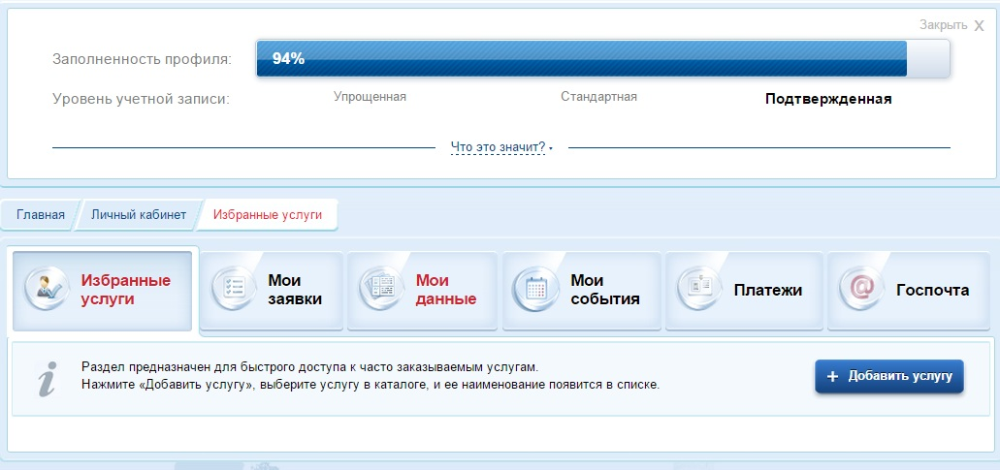 Закрыть X
Заполненность профиля: 94%
Уровень учетной записи: Упрощенная Стандартная Подтвержденная
Что это значит?
Главная Личный кабинет Избранные услуги
Избранные
услуги
Мои
заявки
Мои
данные
Мои
события
Платежи
@ Госпочта
i
Раздел предназначен для быстрого доступа к часто заказываемым услугам.
Нажмите «Добавить услугу», выберите услугу в каталоге, и ее наименование появится в списке.
+ Добавить услугу